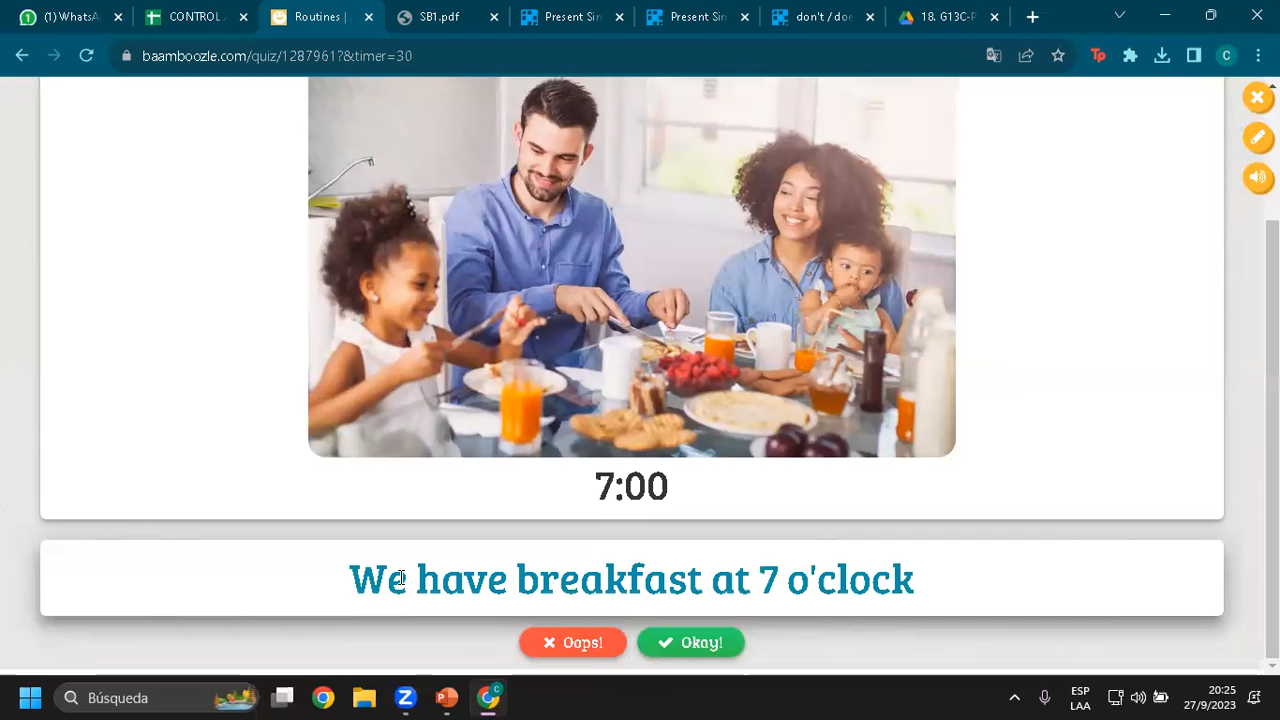 (1) WhatsA
CONTROL A
Routines |
SB1.pdf
Present Sin
Present Sin
don't / doe
18. G13C-P
baamboozle.com/quiz/1287961?&timer=30
Tp
C
7:00
We have breakfast at 7 o'clock
Oops!
Okay!
Búsqueda
C
ESP
LAA
20:25
27/9/2023